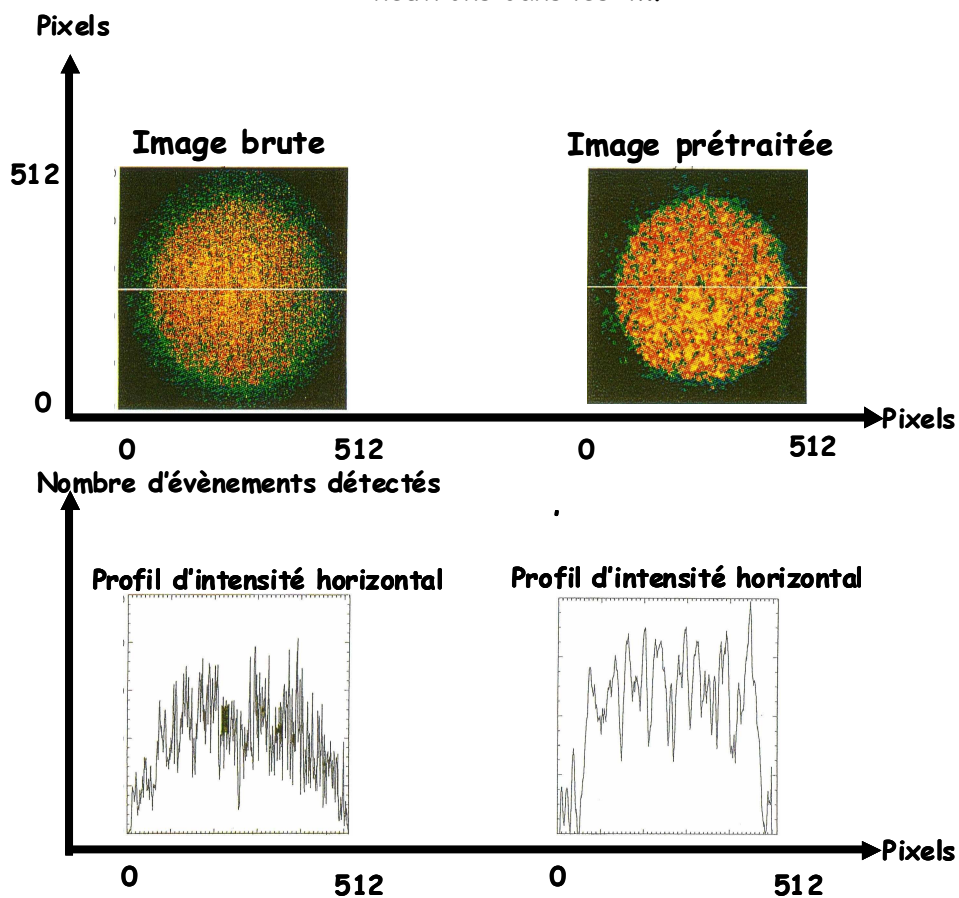 Pixels
Image brute
Image prétraitée
512
0
Pixels
0
512
0
512
Nombre d'évènements détectés
Profil d'intensité horizontal
Profil d'intensité horizontal
Pixels
0
512
0
512